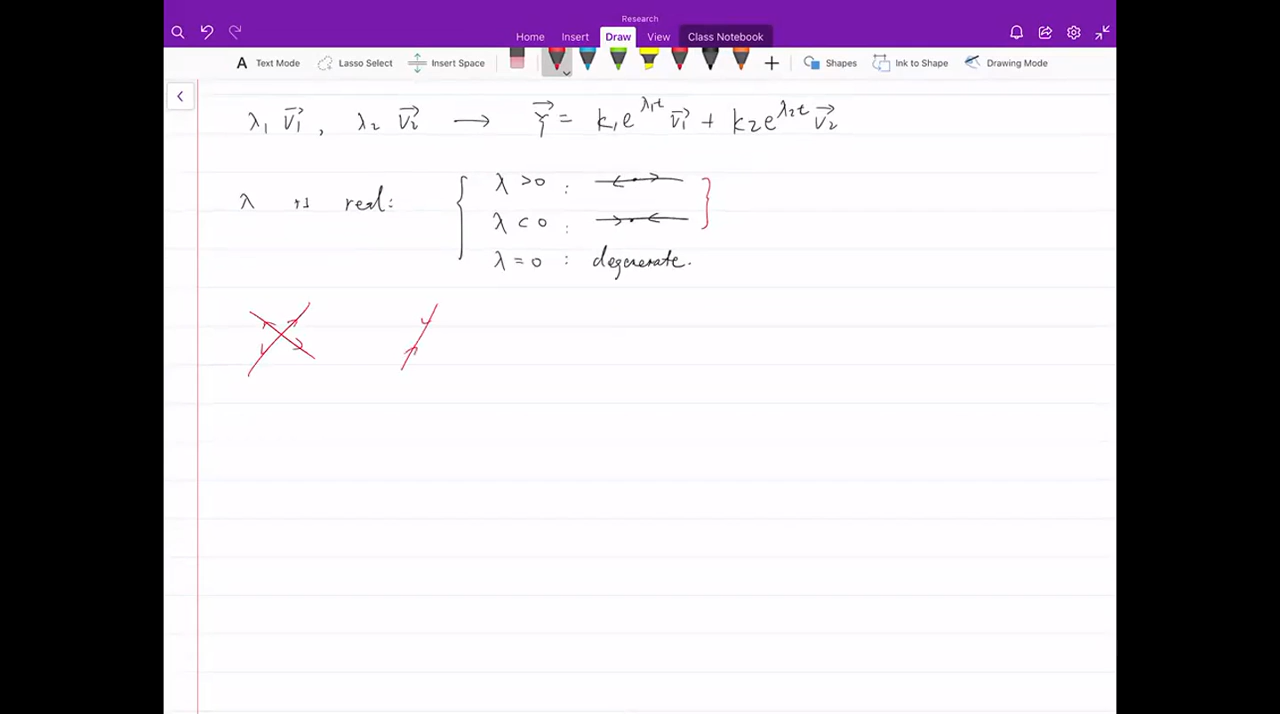 Research
Home Insert Draw View Class Notebook
A Text Mode Lasso Select Insert Space Shapes Ink to Shape Drawing Mode
λ₁ v⃗₁, λ₂ v⃗₂ → Y⃗ = k₁e^{λ₁t} v⃗₁ + k₂e^{λ₂t} v⃗₂
λ is real:
λ > 0 :
λ < 0 :
λ = 0 : degenerate.